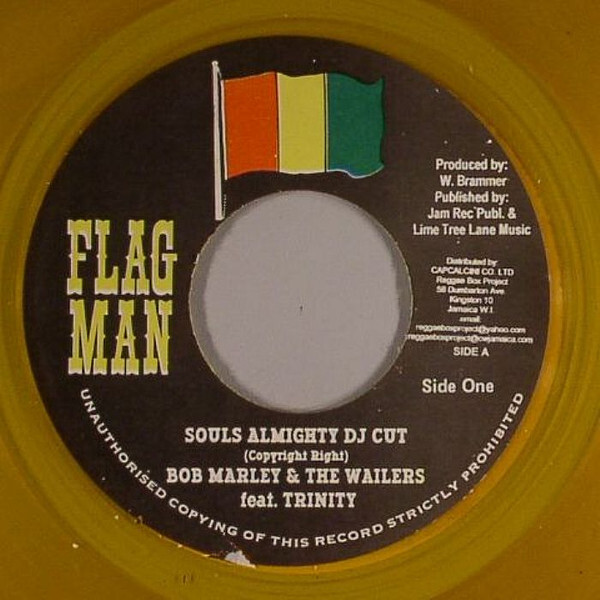 FLAG
MAN
Produced by:
W. Brammer
Published by:
Jam Rec Publ. &
Lime Tree Lane Music
Distributed by
CAPCALCINI CO. LTD
Reggae Box Project
58 Dumbarton Ave
Kingston 10
Jamaica W.I.
email:
reggaeboxproject@yahoo.com
reggaeboxproject@cwjamaica.com
SIDE A
Side One
SOULS ALMIGHTY DJ CUT
(Copyright Right)
BOB MARLEY & THE WAILERS
feat. TRINITY
UNAUTHORISED COPYING OF THIS RECORD STRICTLY PROHIBITED